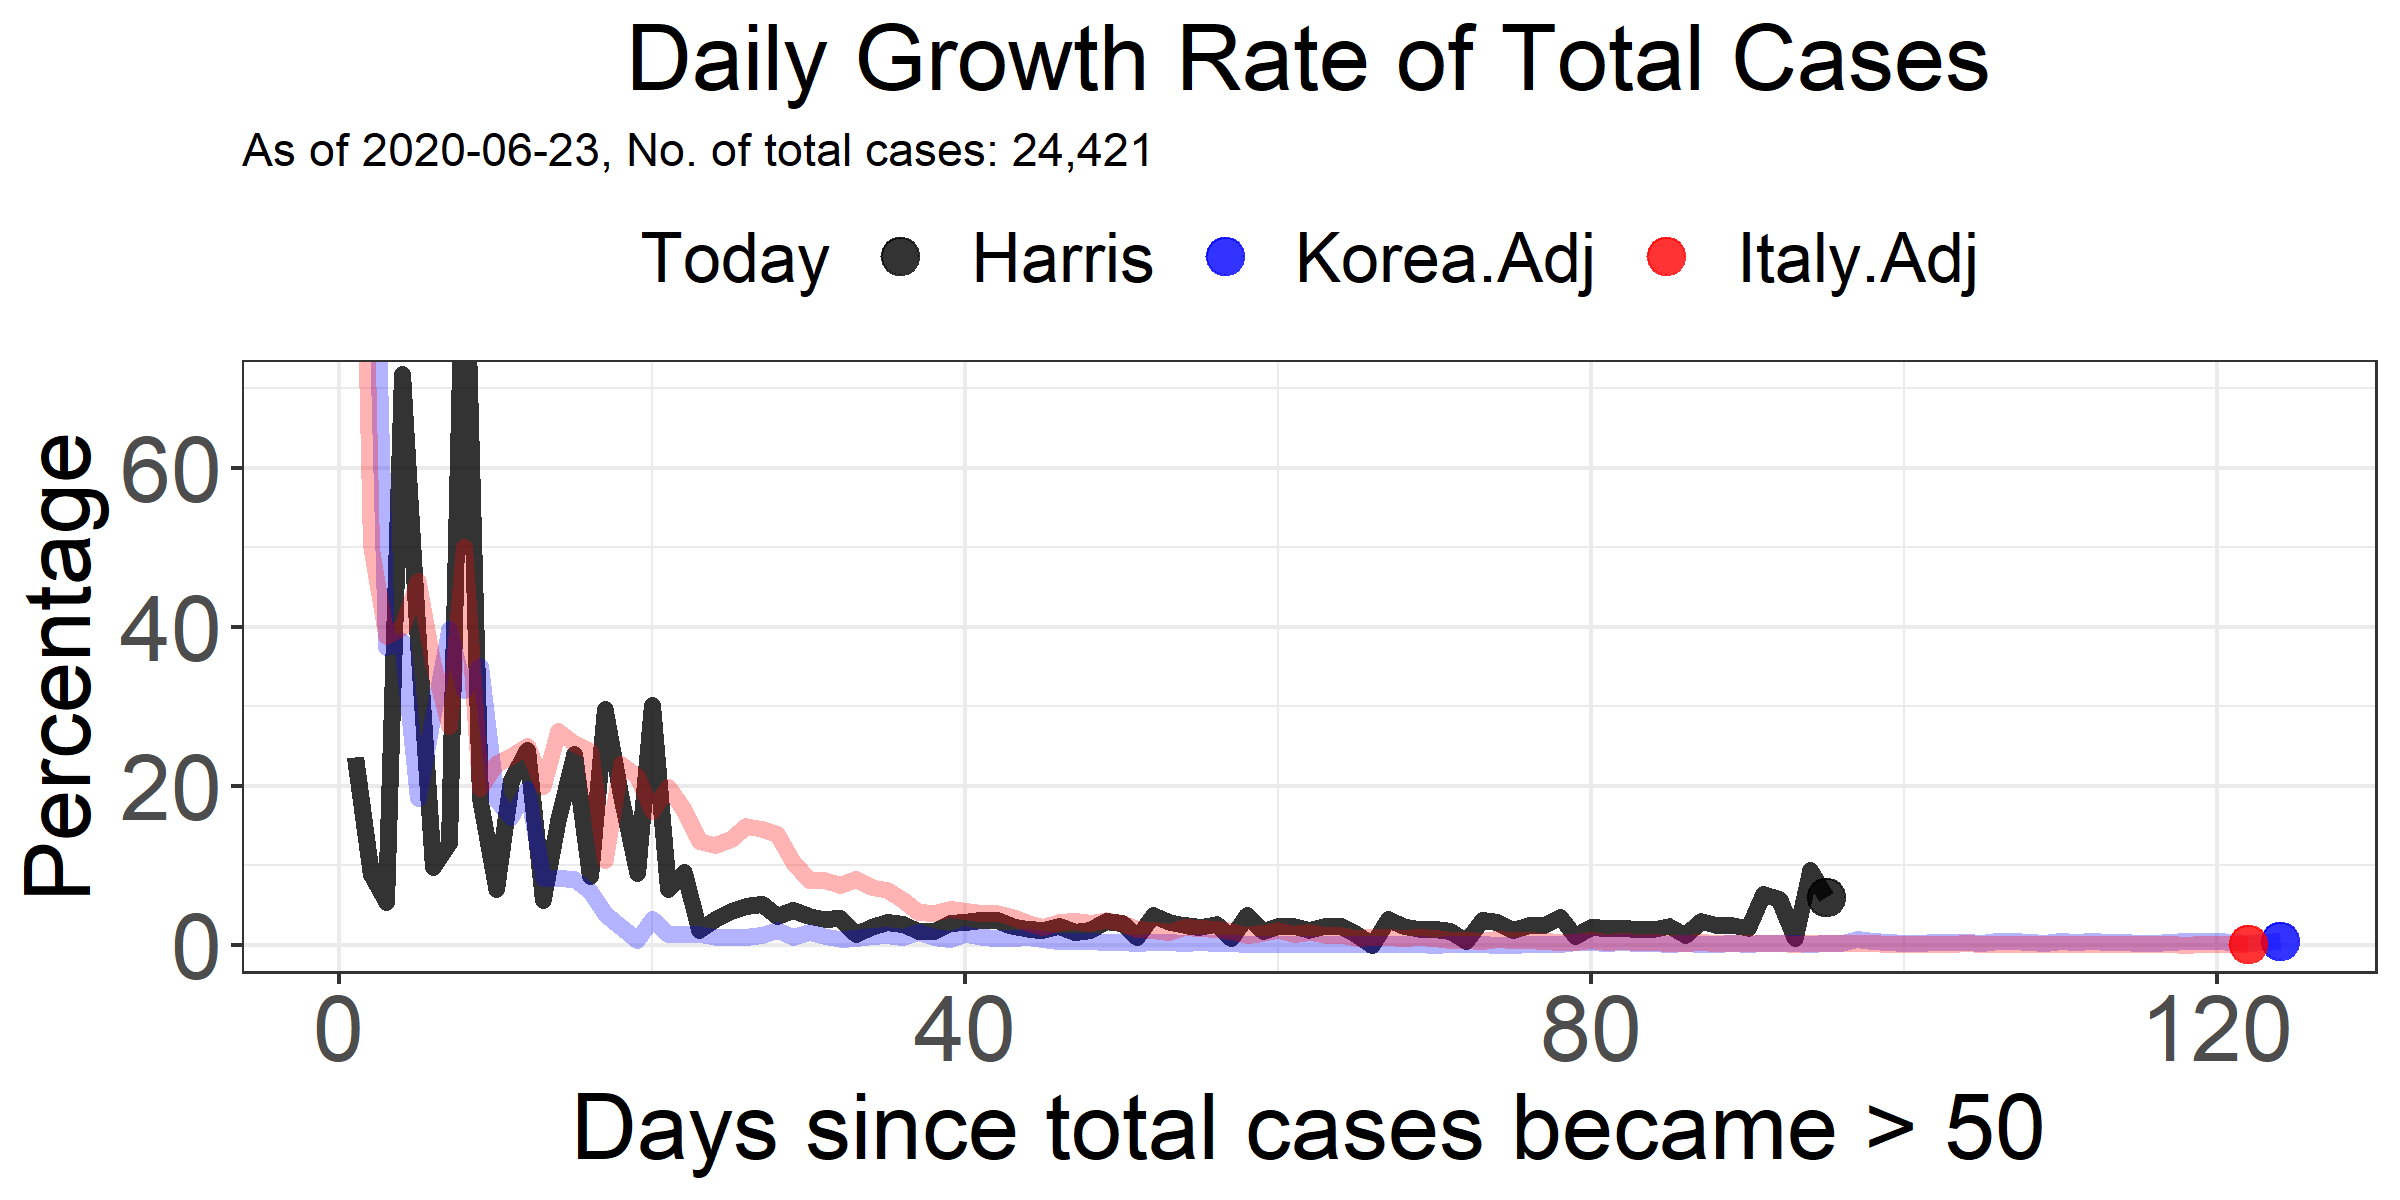 Daily Growth Rate of Total Cases
As of 2020-06-23, No. of total cases: 24,421
Today Harris Korea.Adj Italy.Adj
Percentage
60
40
20
0
0 40 80 120
Days since total cases became > 50